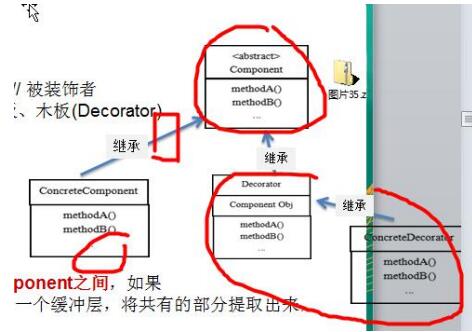 <abstract>
Component
methodA()
methodB()
...
图片35.z
// 被装饰者
、木板(Decorator)
继承
继承
ConcreteComponent
methodA()
methodB()
Decorator
Component Obj
methodA()
methodB()
...
继承
ConcreteDecorator
methodA()
methodB()
...
ponent之间，如果
一个缓冲层，将共有的部分提取出来